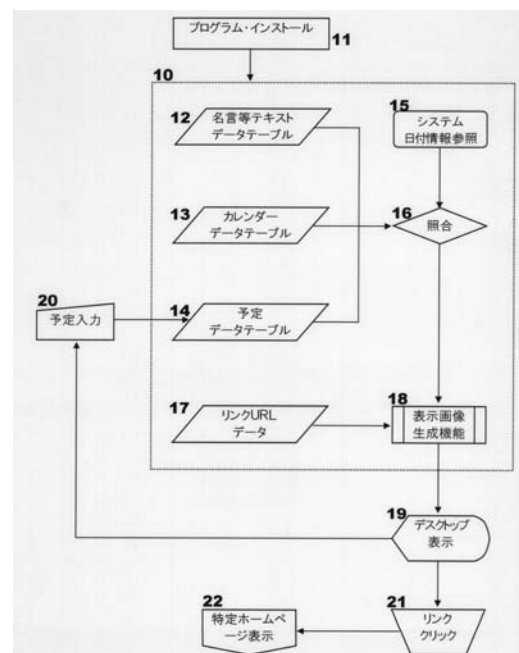 プログラム・インストール
11
10
12
名言等テキスト
データテーブル
15
システム
日付情報参照
13
カレンダー
データテーブル
16
照合
20
予定入力
14
予定
データテーブル
17
リンクURL
データ
18
表示画像
生成機能
19
デスクトップ
表示
22
特定ホームペ
ージ表示
21
リンク
クリック